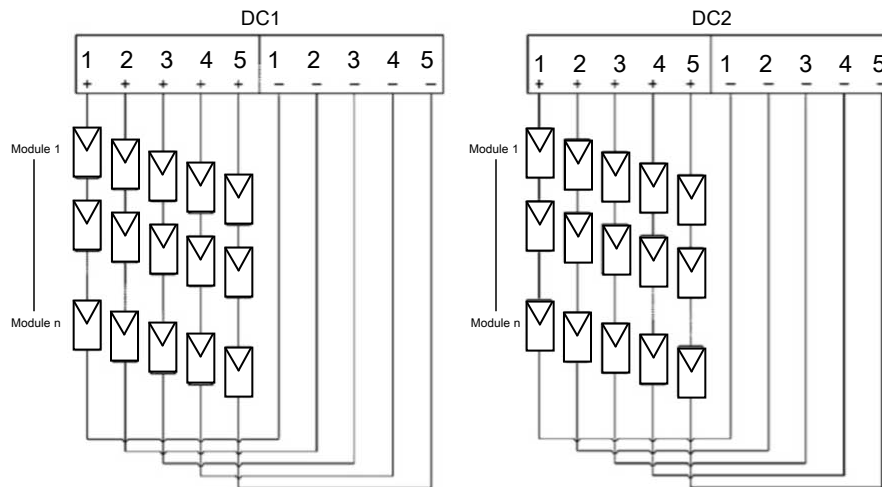 DC1
1 2 3 4 5 1 2 3 4 5
+ + + + + − − − − −
Module 1
Module n
DC2
1 2 3 4 5 1 2 3 4 5
+ + + + + − − − − −
Module 1
Module n